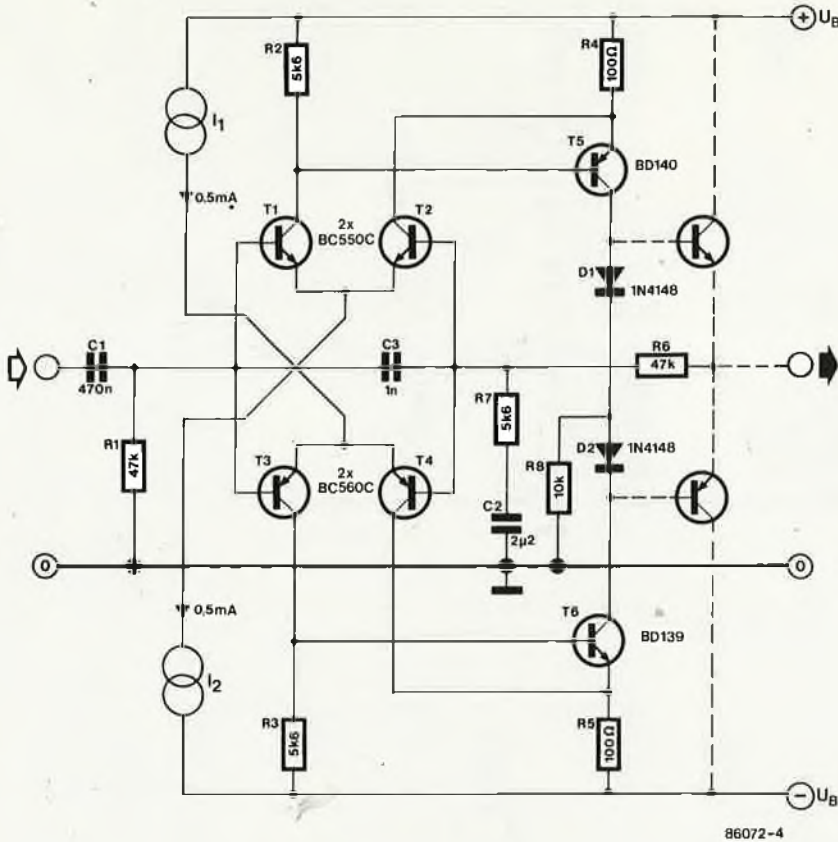 + UB
R2
5k6
R4
100Ω
I1
T5
BD140
0.5mA
T1
2x
BC550C
T2
D1
1N4148
C1
470n
C3
1n
R6
47k
R7
5k6
R1
47k
T3
2x
BC560C
T4
D2
1N4148
R8
10k
C2
2µ2
0
0
0,5mA
T6
BD139
I2
R3
5k6
R5
100Ω
− UB
86072-4